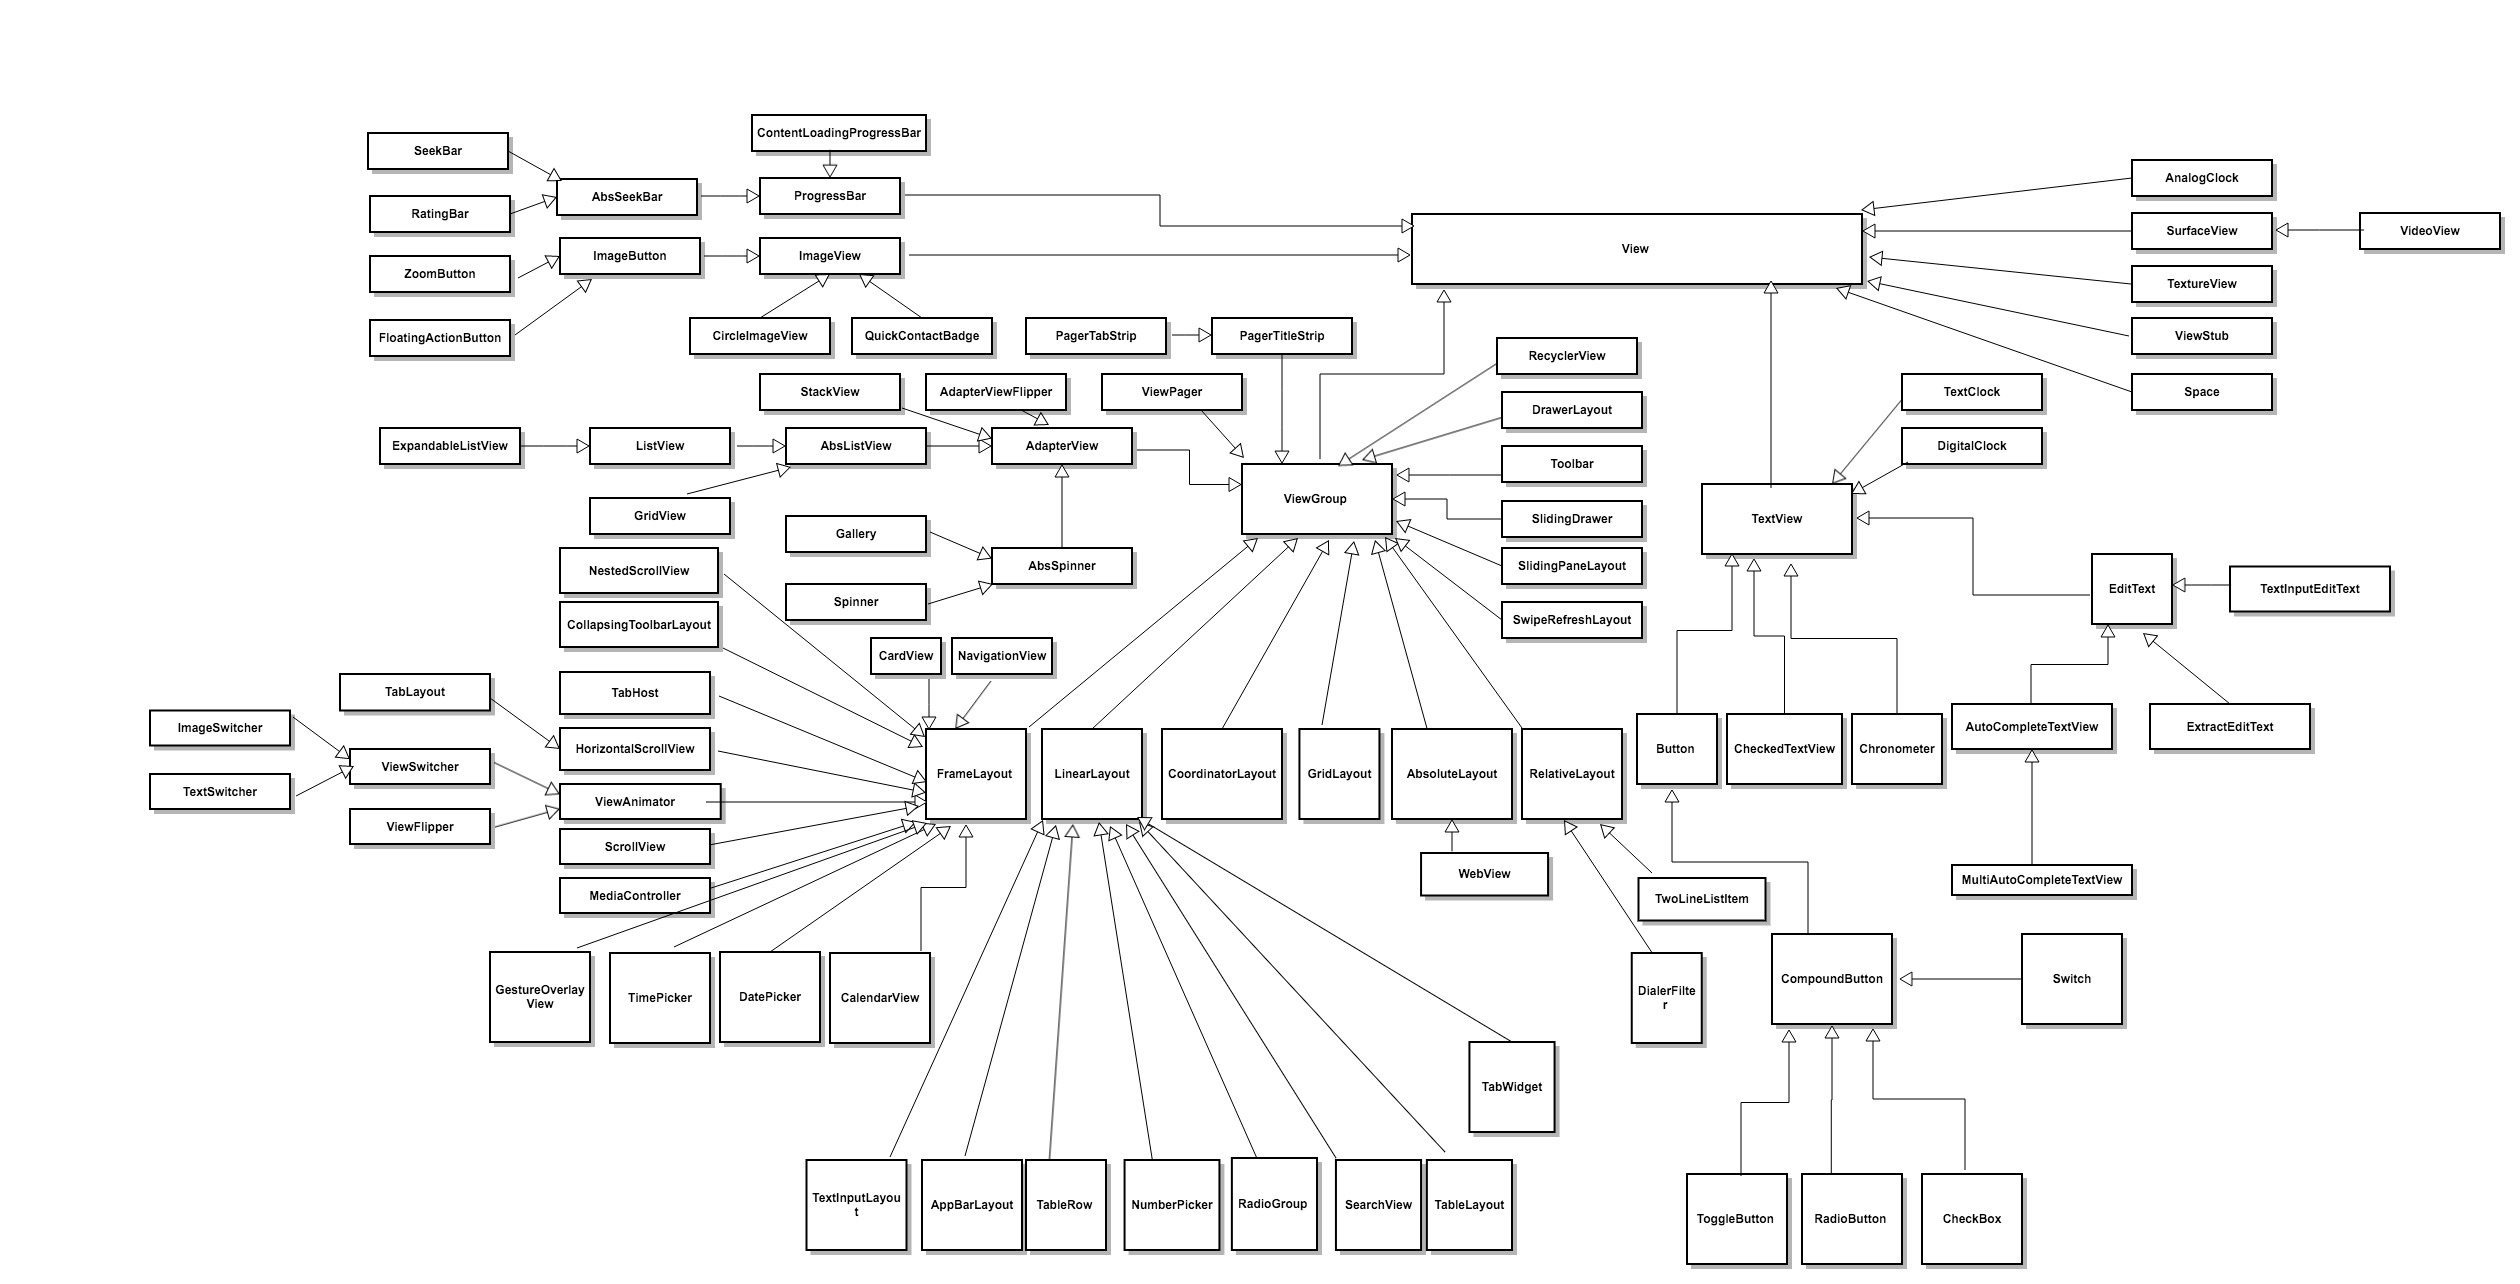 ContentLoadingProgressBar
SeekBar
AbsSeekBar
ProgressBar
RatingBar
AnalogClock
View
SurfaceView
VideoView
ImageButton
ImageView
ZoomButton
TextureView
FloatingActionButton
CircleImageView
QuickContactBadge
PagerTabStrip
PagerTitleStrip
ViewStub
RecyclerView
StackView
AdapterViewFlipper
ViewPager
TextClock
Space
DrawerLayout
ExpandableListView
ListView
AbsListView
AdapterView
DigitalClock
Toolbar
GridView
ViewGroup
SlidingDrawer
TextView
Gallery
NestedScrollView
AbsSpinner
SlidingPaneLayout
EditText
TextInputEditText
Spinner
CollapsingToolbarLayout
SwipeRefreshLayout
CardView
NavigationView
TabLayout
TabHost
ImageSwitcher
AutoCompleteTextView
ExtractEditText
HorizontalScrollView
Button
CheckedTextView
Chronometer
ViewSwitcher
FrameLayout
LinearLayout
CoordinatorLayout
GridLayout
AbsoluteLayout
RelativeLayout
TextSwitcher
ViewAnimator
ViewFlipper
ScrollView
WebView
MultiAutoCompleteTextView
MediaController
TwoLineListItem
GestureOverlay
View
TimePicker
DatePicker
CalendarView
DialerFilte
r
CompoundButton
Switch
TabWidget
TextInputLayou
t
AppBarLayout
TableRow
NumberPicker
RadioGroup
SearchView
TableLayout
ToggleButton
RadioButton
CheckBox